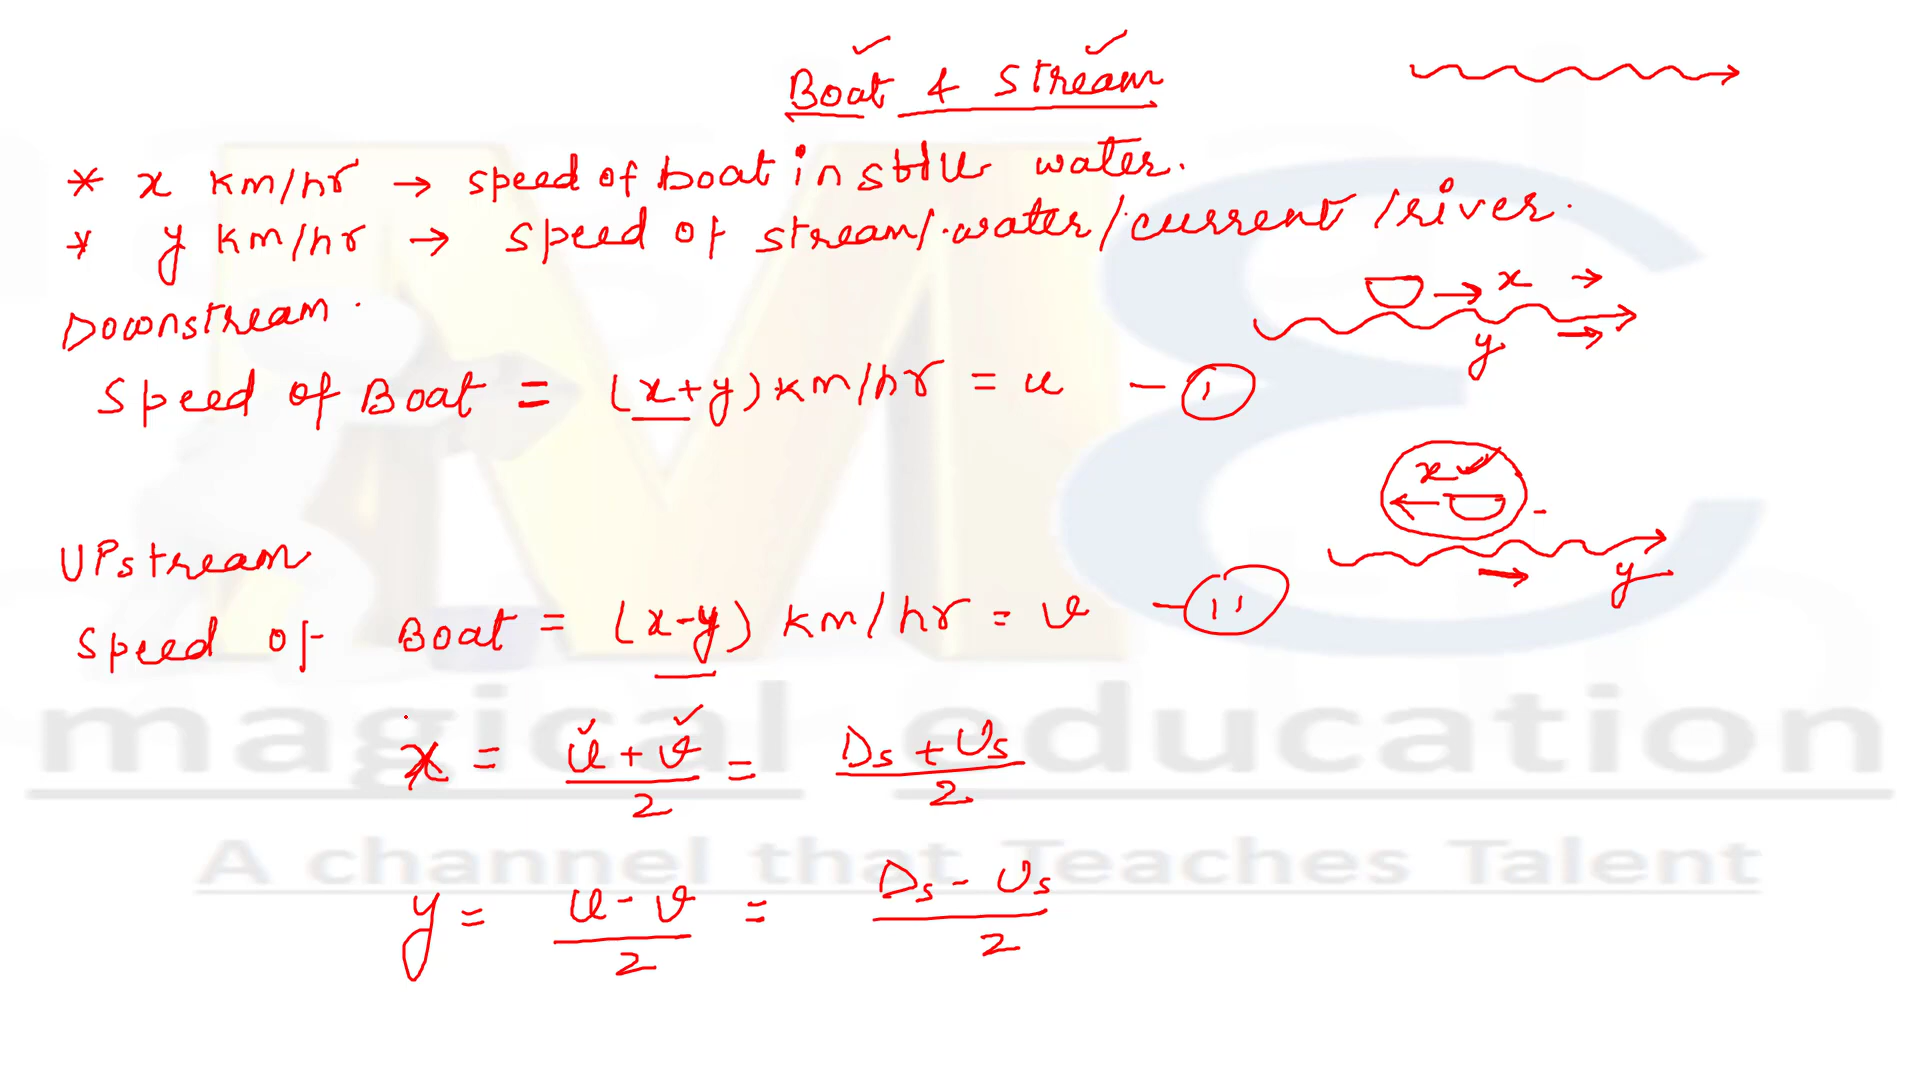 Boat & Stream
* x km/hr → speed of boat in still water.
* y km/hr → speed of stream/water/current/river.
x
y
Downstream.
Speed of Boat = (x+y) km/hr = u - (i)
x
UPstream
y
Speed of Boat = (x-y) km/hr = v - (ii)
magical education
x = u + v / 2 = Ds + Us / 2
A channel that Teaches Talent
y = u - v / 2 = Ds - Us / 2